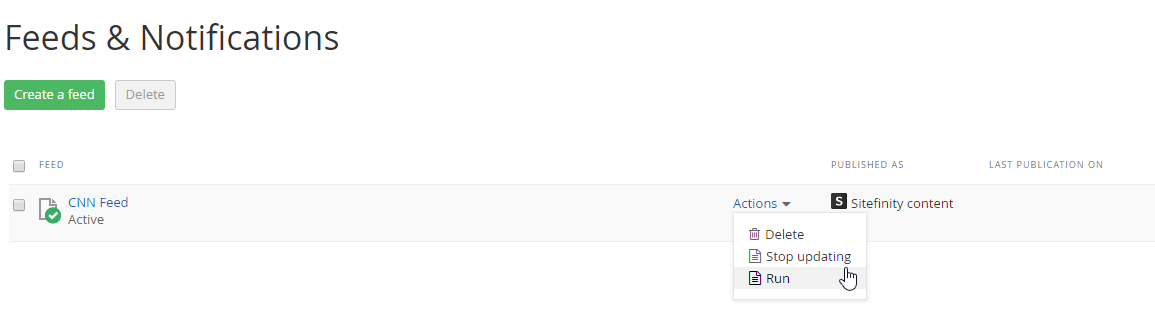 Feeds & Notifications
Create a feed Delete
FEED PUBLISHED AS LAST PUBLICATION ON
CNN Feed Actions S Sitefinity content
Active
Delete
Stop updating
Run